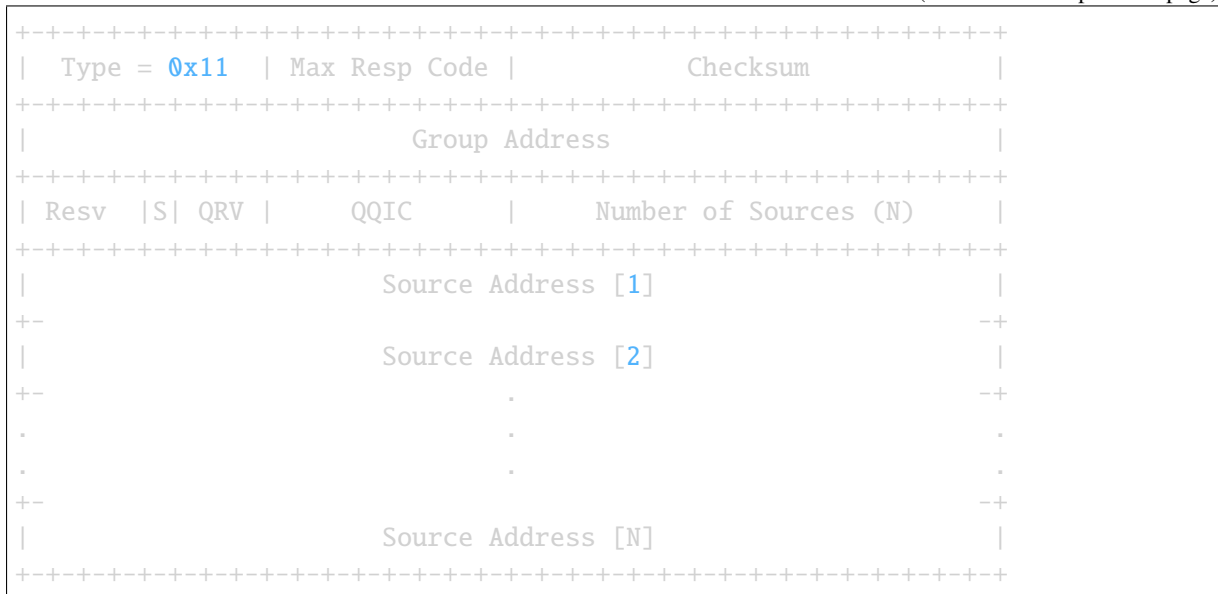 +-+-+-+-+-+-+-+-+-+-+-+-+-+-+-+-+-+-+-+-+-+-+-+-+-+-+-+-+-+-+-+-+
|  Type = 0x11  | Max Resp Code |           Checksum            |
+-+-+-+-+-+-+-+-+-+-+-+-+-+-+-+-+-+-+-+-+-+-+-+-+-+-+-+-+-+-+-+-+
|                         Group Address                         |
+-+-+-+-+-+-+-+-+-+-+-+-+-+-+-+-+-+-+-+-+-+-+-+-+-+-+-+-+-+-+-+-+
| Resv  |S| QRV |     QQIC      |     Number of Sources (N)     |
+-+-+-+-+-+-+-+-+-+-+-+-+-+-+-+-+-+-+-+-+-+-+-+-+-+-+-+-+-+-+-+-+
|                       Source Address [1]                      |
+-                                                             -+
|                       Source Address [2]                      |
+-                              .                              -+
.                               .                               .
.                               .                               .
+-                                                             -+
|                       Source Address [N]                      |
+-+-+-+-+-+-+-+-+-+-+-+-+-+-+-+-+-+-+-+-+-+-+-+-+-+-+-+-+-+-+-+-+